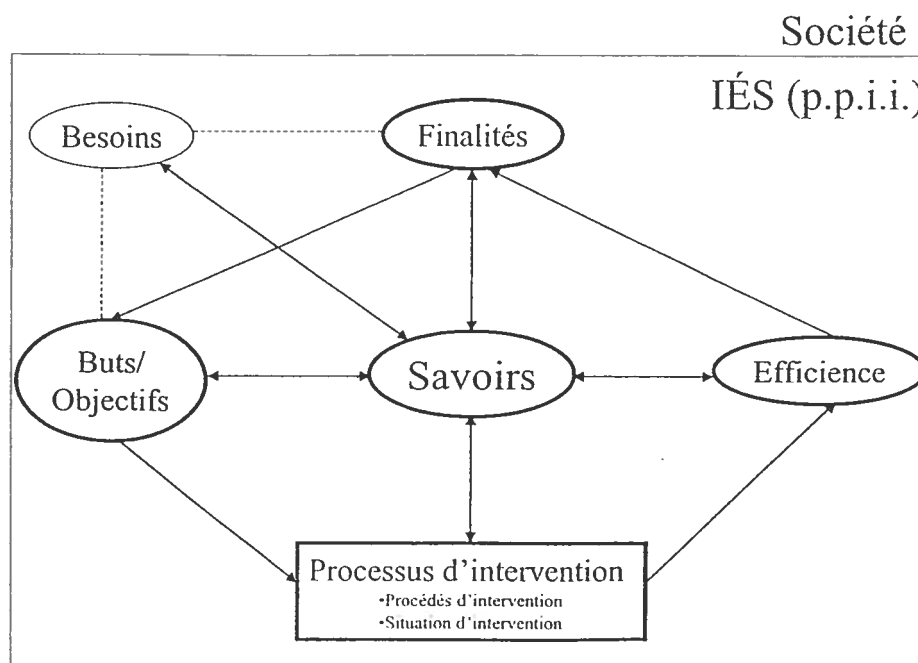 Société
IÉS (p.p.i.i.)
Besoins
Finalités
Buts/
Objectifs
Savoirs
Efficience
Processus d'intervention
•Procédés d'intervention
•Situation d'intervention